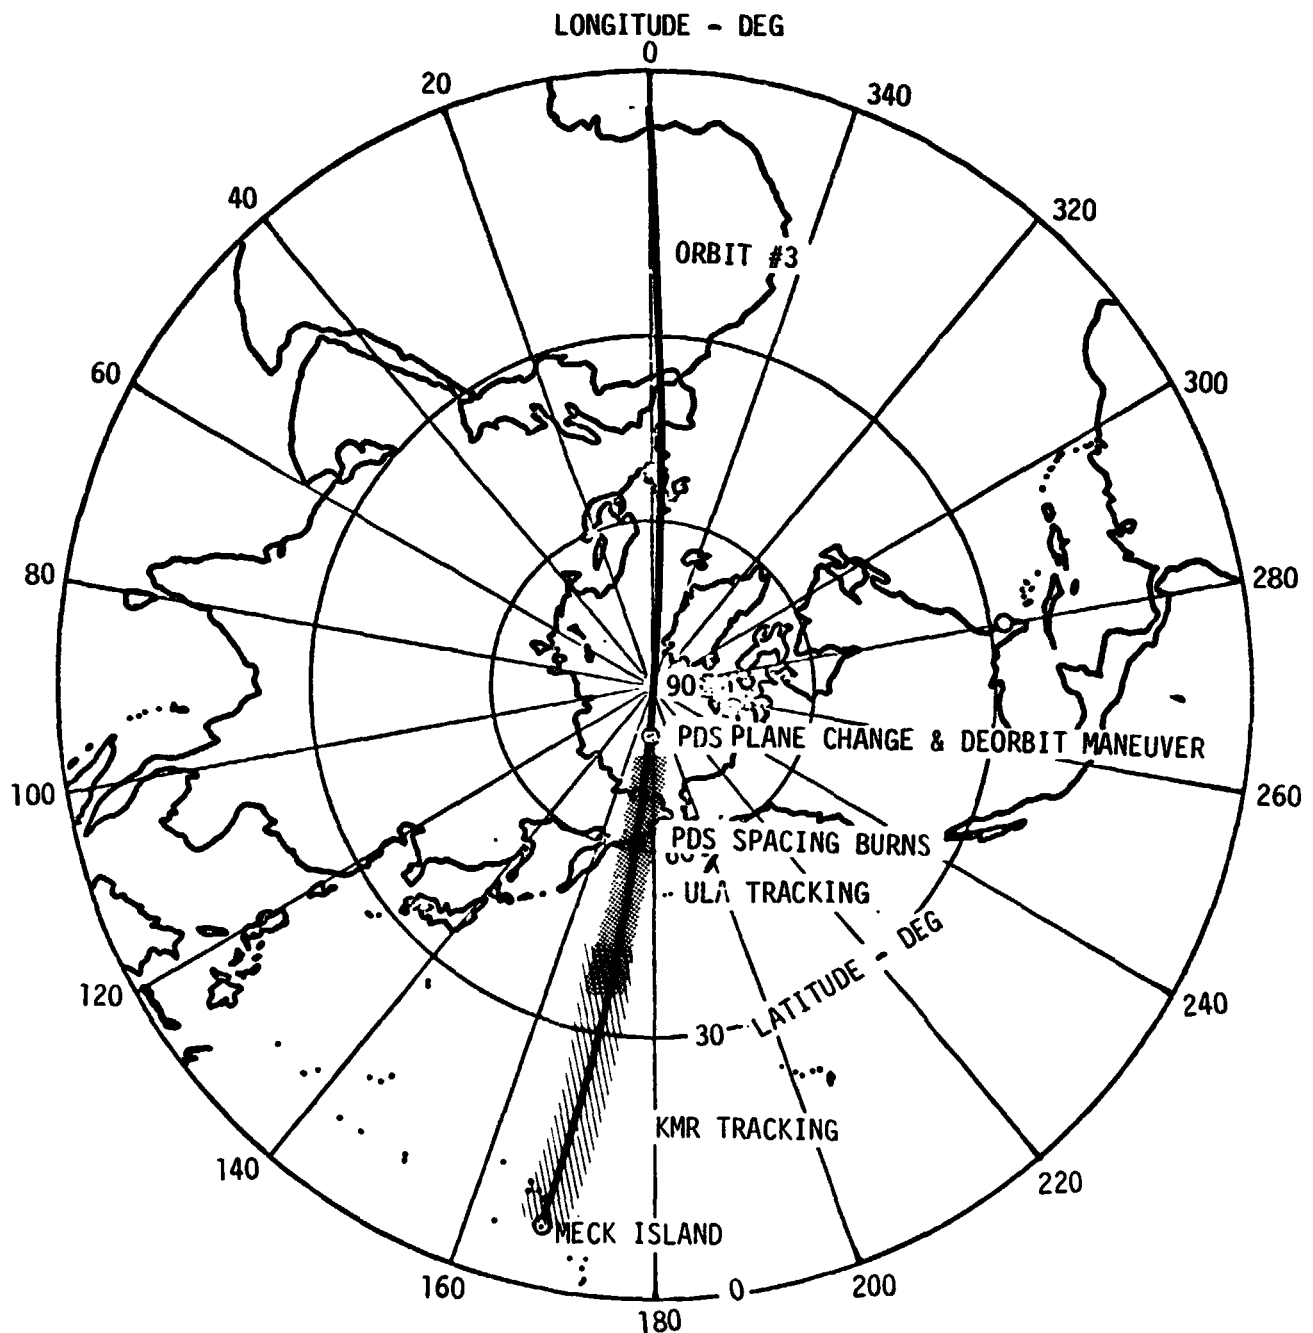 LONGITUDE - DEG
0
20
340
40
320
ORBIT #3
60
300
80
280
90
PDS PLANE CHANGE & DEORBIT MANEUVER
100
260
PDS SPACING BURNS
ULA TRACKING
LATITUDE - DEG
120
240
30
KMR TRACKING
140
220
MECK ISLAND
160
0
200
180